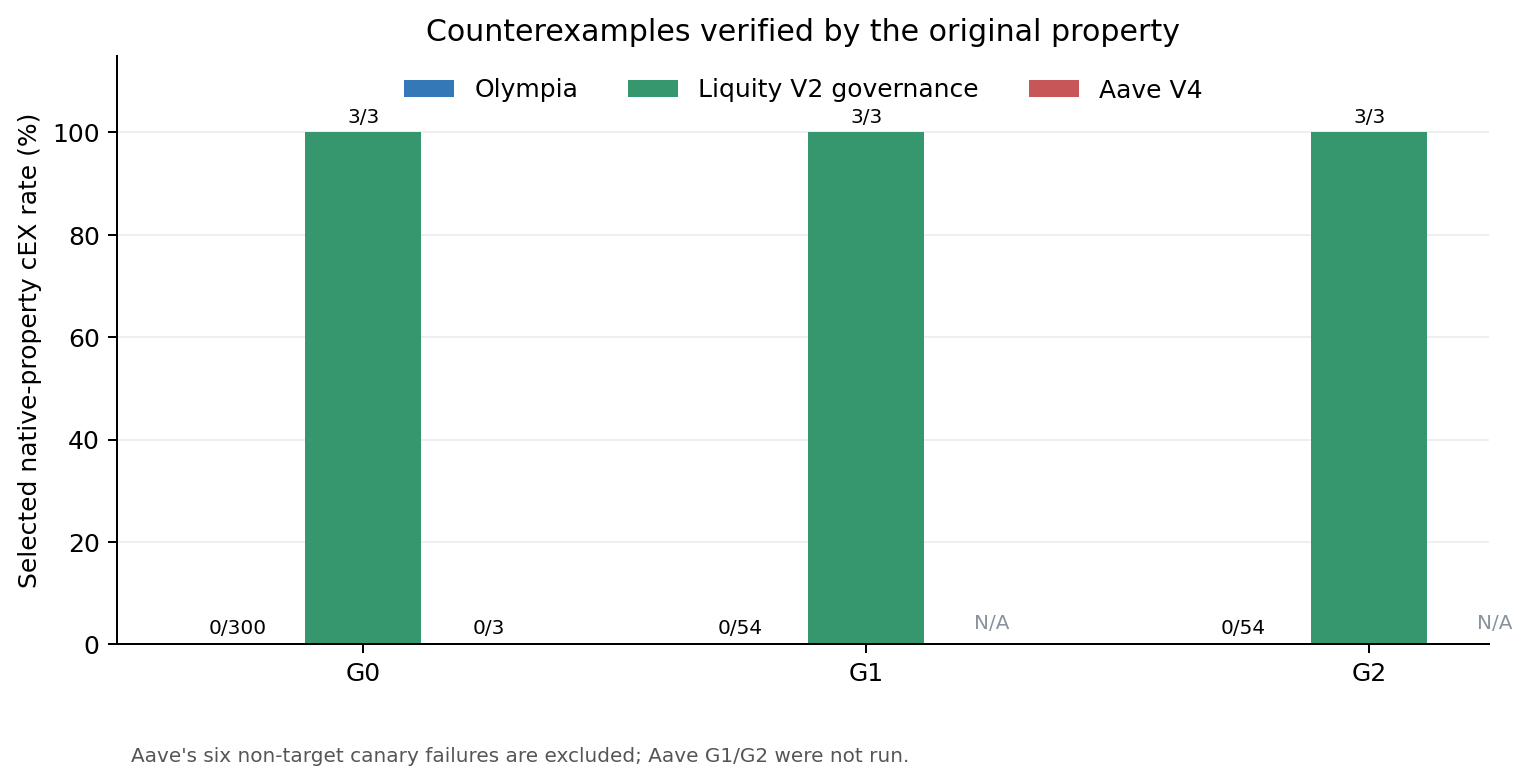 Counterexamples verified by the original property
Olympia
Liquity V2 governance
Aave V4
Selected native-property cEX rate (%)
100
80
60
40
20
0
3/3
3/3
3/3
0/300
0/3
0/54
N/A
0/54
N/A
G0
G1
G2
Aave's six non-target canary failures are excluded; Aave G1/G2 were not run.